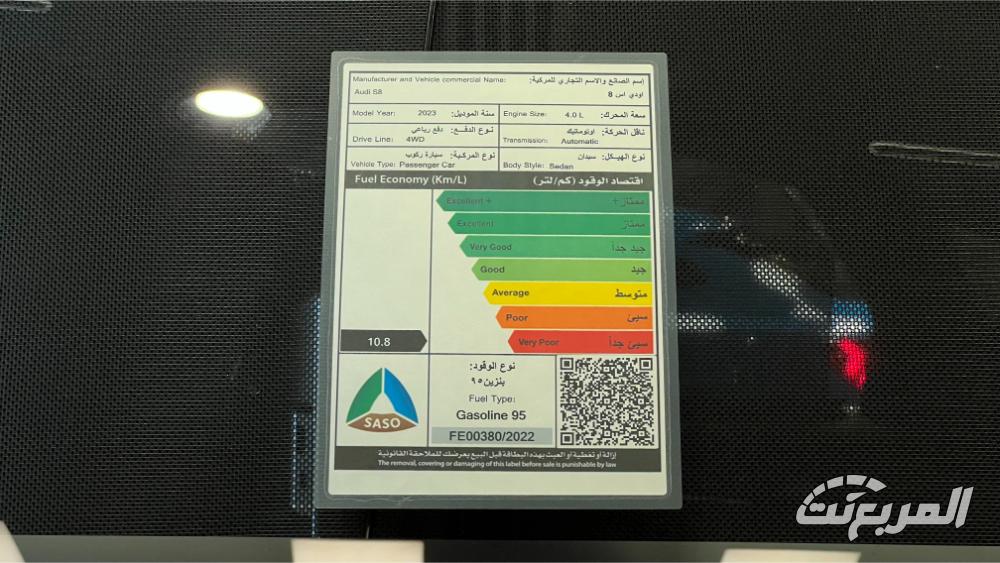 Manufacturer and Vehicle commercial Name: إسم الصانع والاسم التجاري للمركبة:
Audi S8 اودي اس 8
Model Year: 2023 سنة الموديل: Engine Size: 4.0 L سعة المحرك:
نوع الدفع: دفع رباعي ناقل الحركة: اوتوماتيك
Drive Line: 4WD Transmission: Automatic
نوع المركبة: سيارة ركوب نوع الهيكل: سيدان
Vehicle Type: Passenger Car Body Style: Sedan
Fuel Economy (Km/L) اقتصاد الوقود (كم/لتر)
Excellent + ممتاز+
Excellent ممتاز
Very Good جيد جداً
Good جيد
Average متوسط
Poor سيئ
Very Poor سيئ جداً
10.8
SASO
نوع الوقود:
بنزين ٩٥
Fuel Type:
Gasoline 95
FE00380/2022
إزالة أو تغطية أو العبث بهذه البطاقة قبل البيع يعرضك للملاحقة القانونية
The removal, covering or damaging of this label before sale is punishable by law
المربع نت